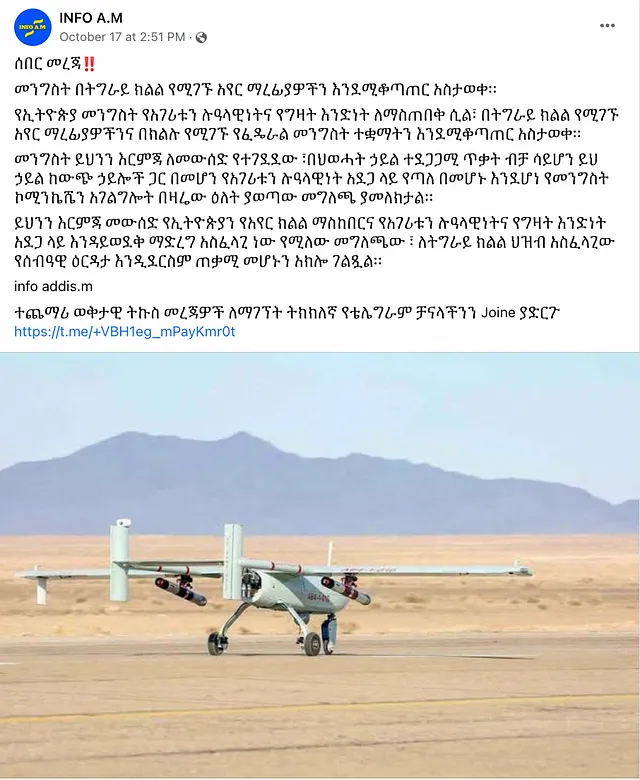 INFO A.M
INFO A.M
October 17 at 2:51 PM ·
ሰበር መረጃ‼️
መንግስት በትግራይ ክልል የሚገኙ አየር ማረፊያዎችን እንደሚቆጣጠር አስታወቀ።
የኢትዮጵያ መንግስት የአገሪቱን ሉዓላዊነትና የግዛት አንድነት ለማስጠበቅ ሲል፣ በትግራይ ክልል የሚገኙ
አየር ማረፊያዎችንና በክልሉ የሚገኙ የፌዴራል መንግስት ተቋማትን እንደሚቆጣጠር አስታወቀ።
መንግስት ይህንን እርምጃ ለመውሰድ የተገደደው ፣በህወሓት ኃይል ተደጋጋሚ ጥቃት ብቻ ሳይሆን ይህ
ኃይል ከውጭ ኃይሎች ጋር በመሆን የአገሪቱን ሉዓላዊነት አደጋ ላይ የጣለ በመሆኑ እንደሆነ የመንግስት
ኮሚኒኬሽን አገልግሎት በዛሬው ዕለት ያወጣው መግለጫ ያመለክታል።
ይህንን እርምጃ መውሰድ የኢትዮጵያን የአየር ክልል ማስከበርና የአገሪቱን ሉዓላዊነትና የግዛት አንድነት
አደጋ ላይ እንዳይወዴቅ ማድረግ አስፈላጊ ነው የሚለው መግለጫው ፣ ለትግራይ ክልል ህዝብ አስፈላጊው
የሰብዓዊ ዕርዳታ እንዲደርስም ጠቃሚ መሆኑን አክሎ ገልጿል።
info addis.m
ተጨማሪ ወቅታዊ ትኩስ መረጃዎች ለማገኘት ትክክለኛ የቴሌግራም ቻናላችንን Joine ያድርጉ
https://t.me/+VBH1eg_mPayKmr0t